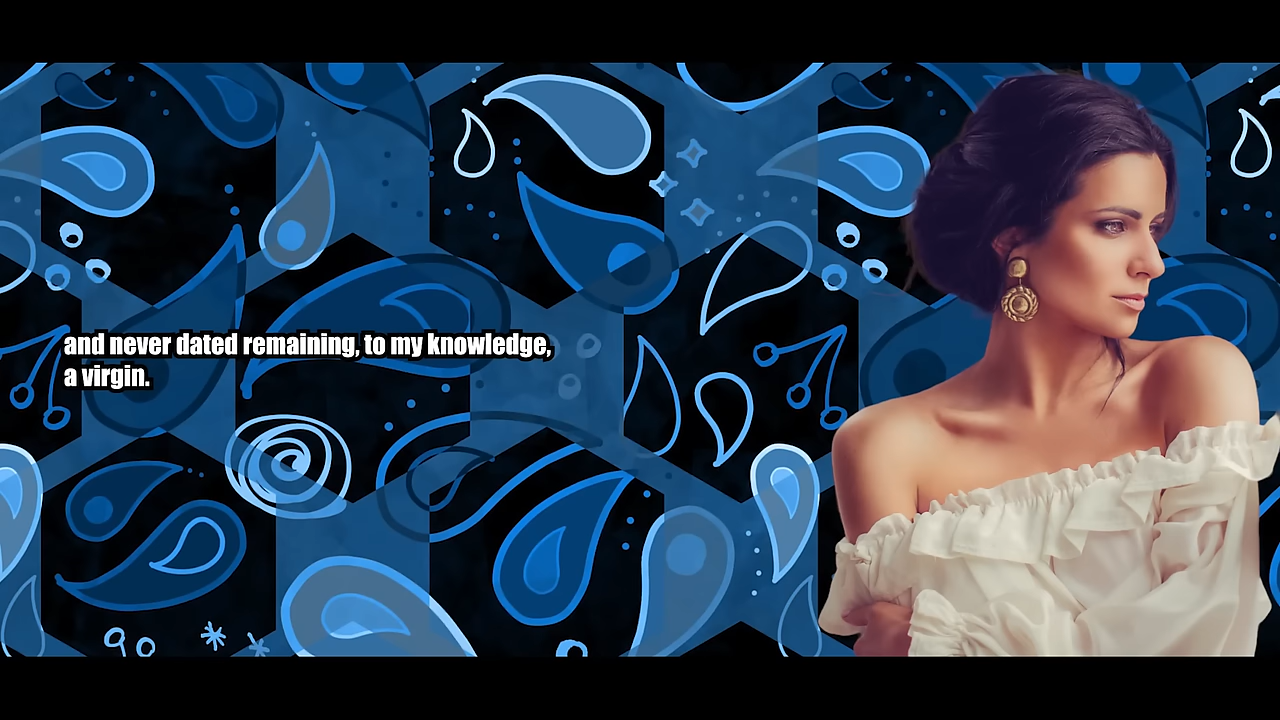 and never dated remaining, to my knowledge,
a virgin.